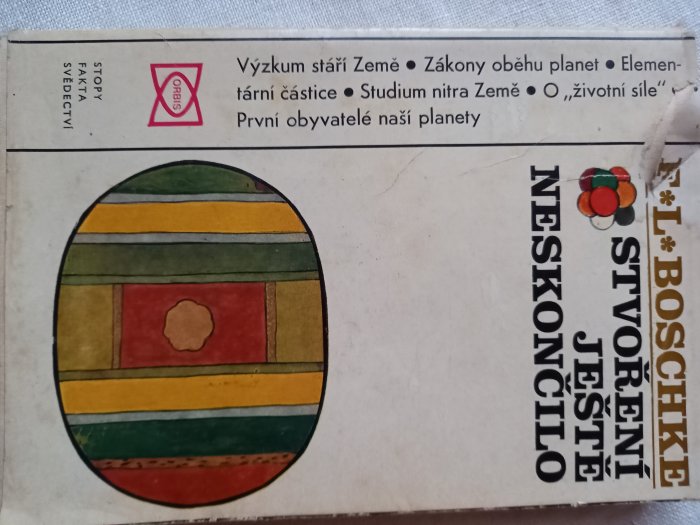 Výzkum stáří Země ● Zákony oběhu planet ● Elemen-
tární částice ● Studium nitra Země ● O „životní síle" ●
První obyvatelé naší planety
STOPY
FAKTA
SVĚDECTVÍ
ORBIS
F*L*BOSCHKE
STVOŘENÍ
JEŠTĚ
NESKONČILO